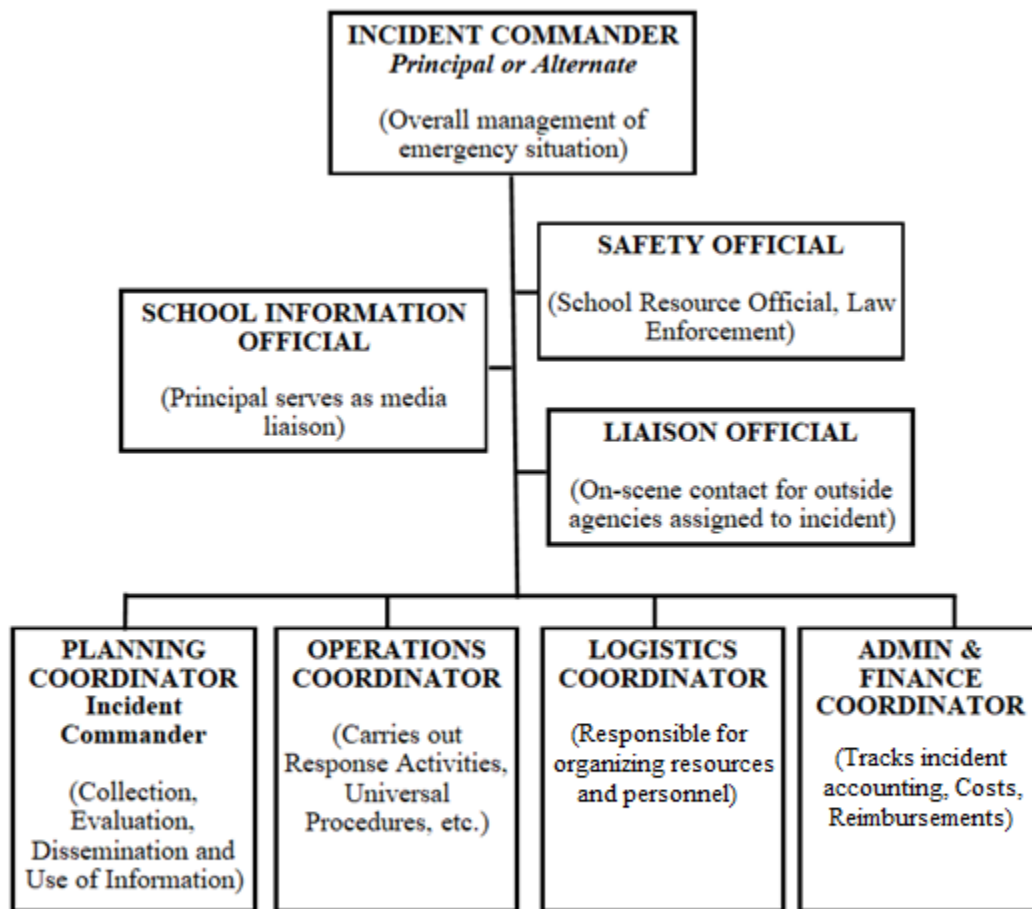 INCIDENT COMMANDER
Principal or Alternate
(Overall management of
emergency situation)
SAFETY OFFICIAL
(School Resource Official, Law
Enforcement)
SCHOOL INFORMATION
OFFICIAL
(Principal serves as media
liaison)
LIAISON OFFICIAL
(On-scene contact for outside
agencies assigned to incident)
PLANNING
COORDINATOR
Incident
Commander
(Collection,
Evaluation,
Dissemination and
Use of Information)
OPERATIONS
COORDINATOR
(Carries out
Response Activities,
Universal
Procedures, etc.)
LOGISTICS
COORDINATOR
(Responsible for
organizing resources
and personnel)
ADMIN &
FINANCE
COORDINATOR
(Tracks incident
accounting, Costs,
Reimbursements)